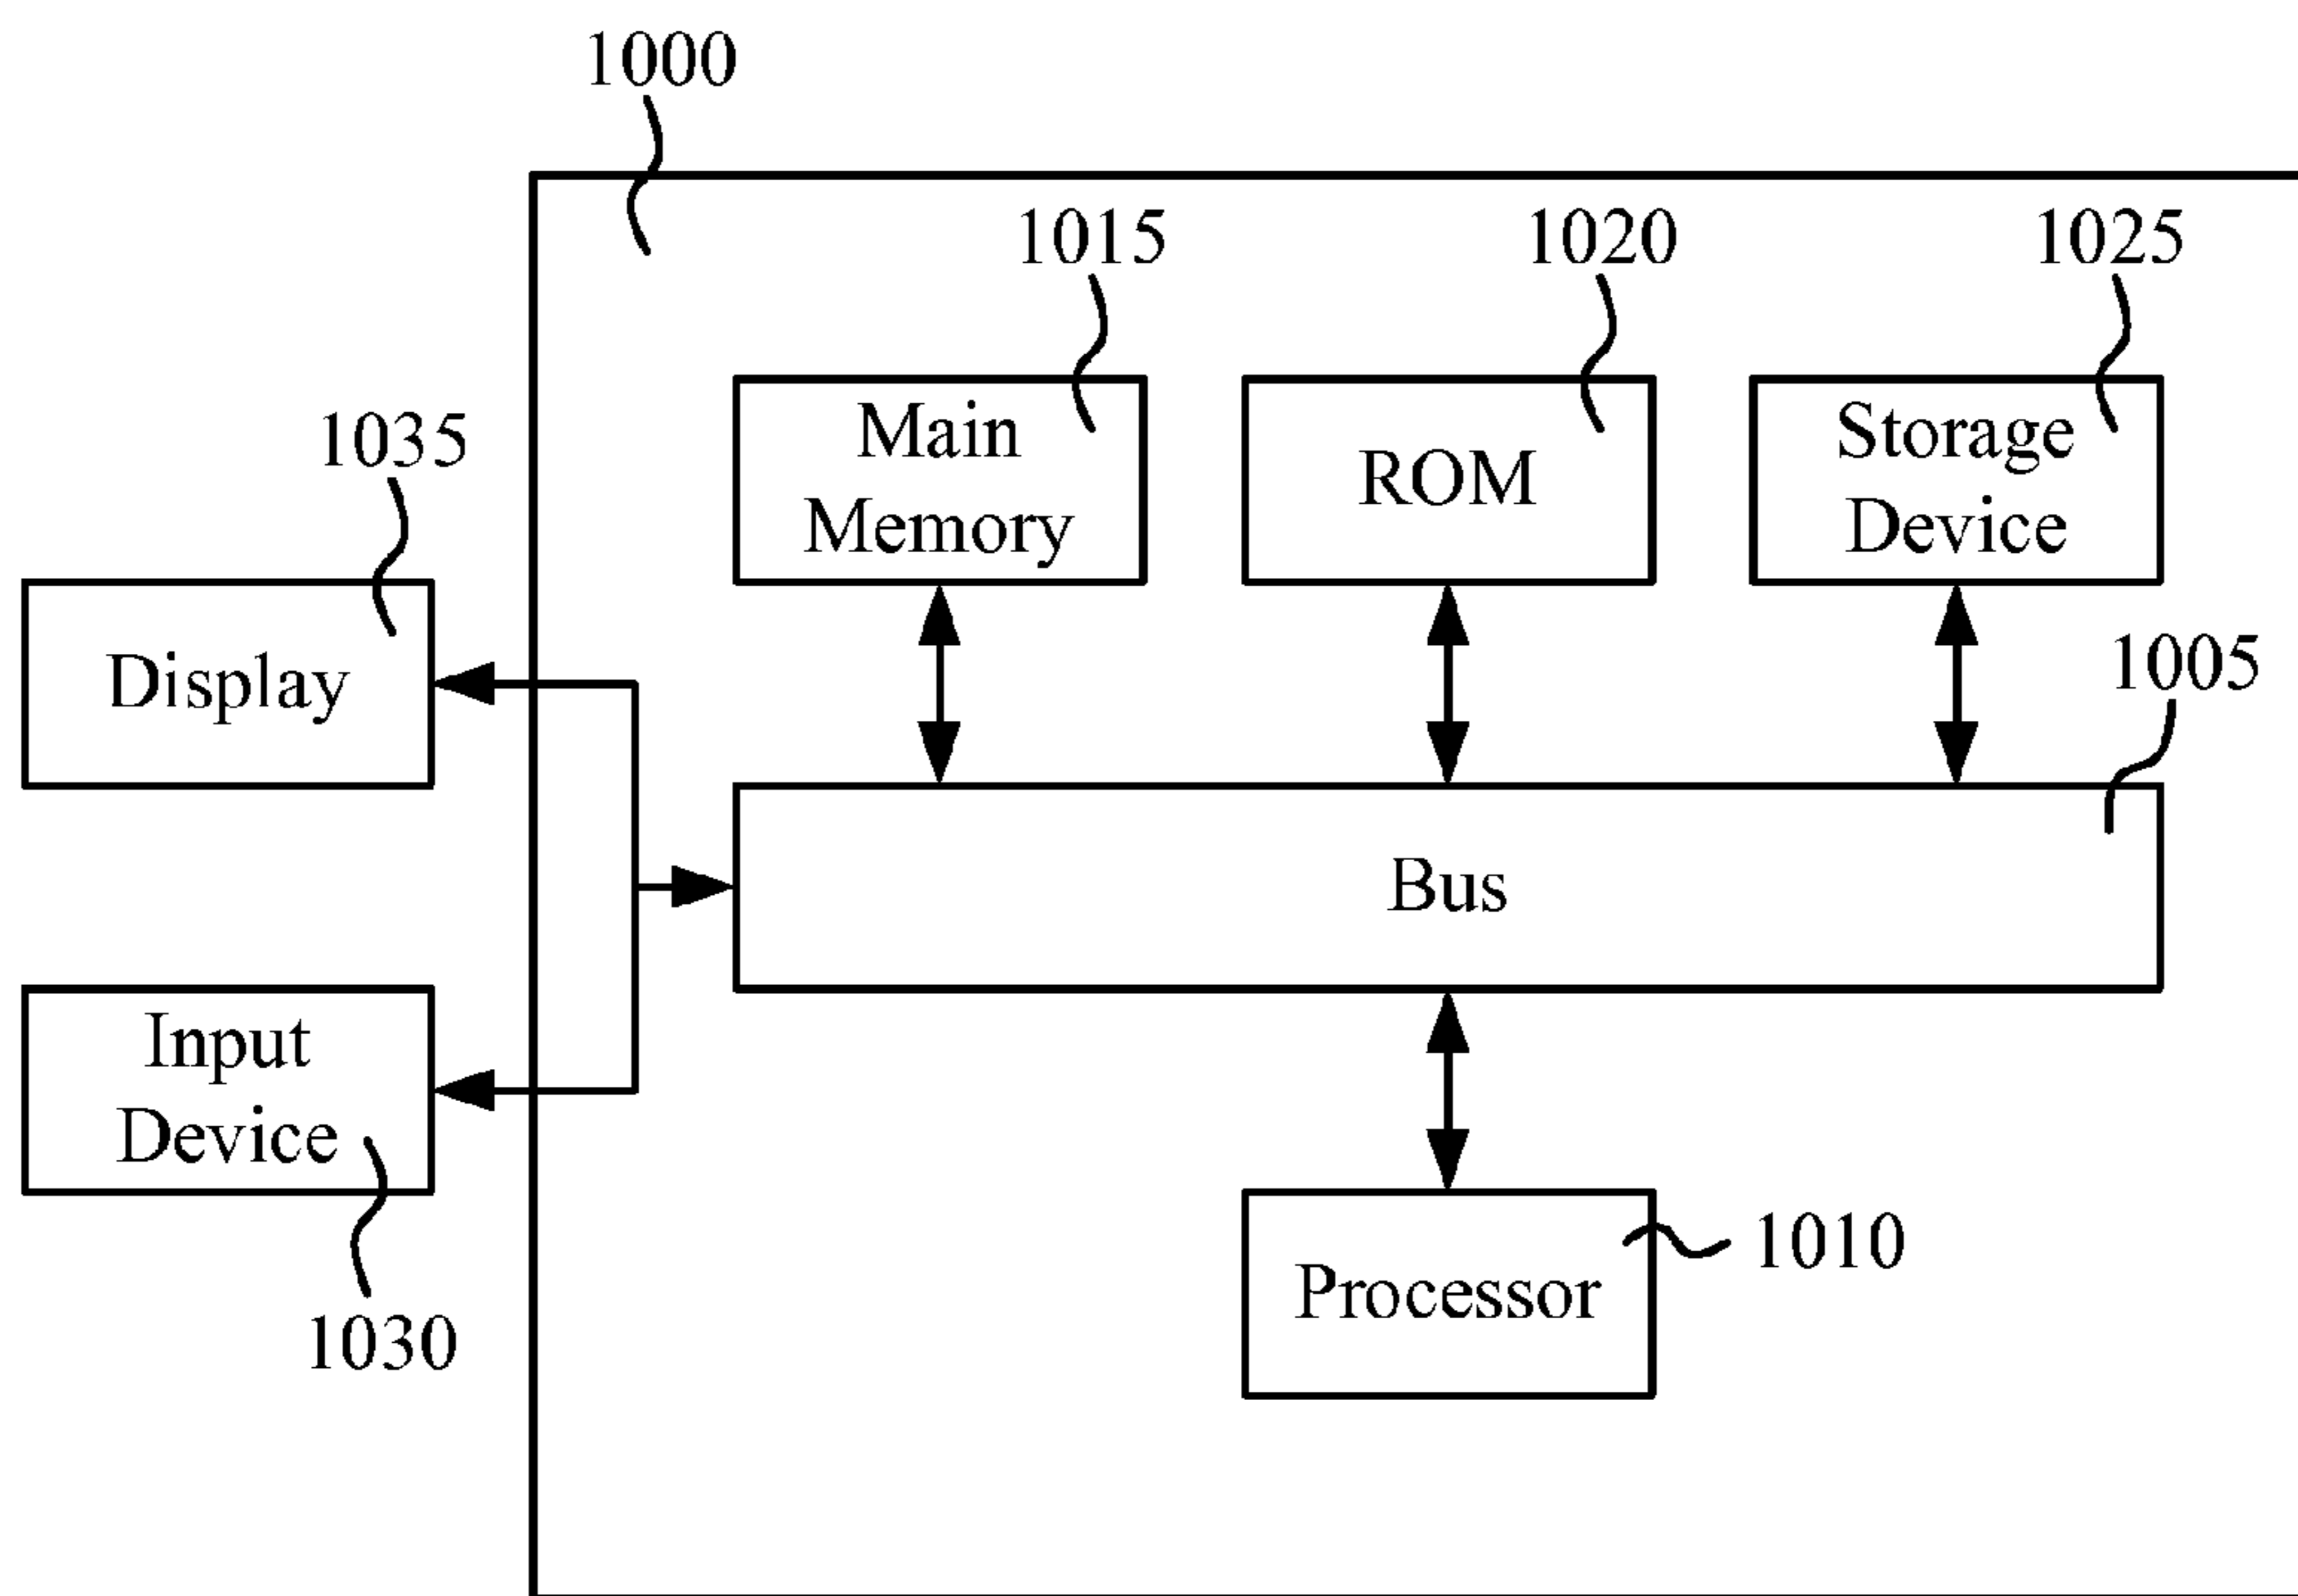 1000
1015
1020
1025
Main
Memory
ROM
Storage
Device
1035
Display
1005
Bus
Input
Device
1030
Processor
1010